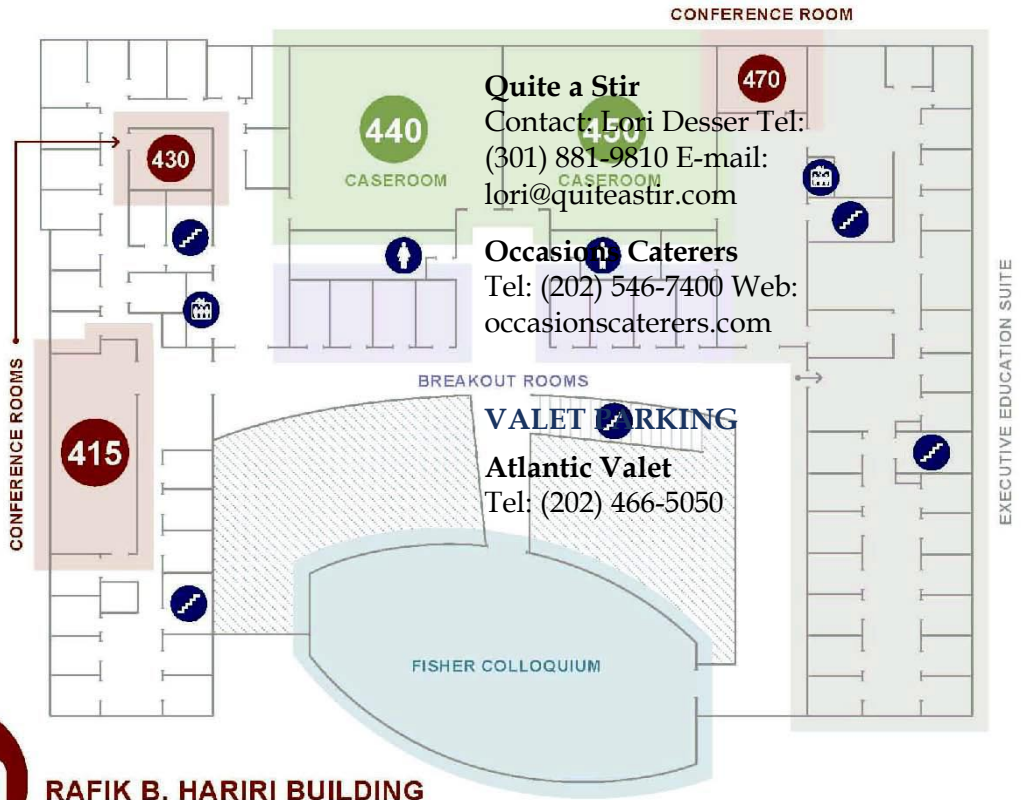 CONFERENCE ROOM
470
Quite a Stir
Contact: Lori Desser Tel:
(301) 881-9810 E-mail:
lori@quiteastir.com
440
CASEROOM
450
CASEROOM
430
Occasions Caterers
Tel: (202) 546-7400 Web:
occasionscaterers.com
EXECUTIVE EDUCATION SUITE
CONFERENCE ROOMS
BREAKOUT ROOMS
VALET PARKING
415
Atlantic Valet
Tel: (202) 466-5050
FISHER COLLOQUIUM
RAFIK B. HARIRI BUILDING